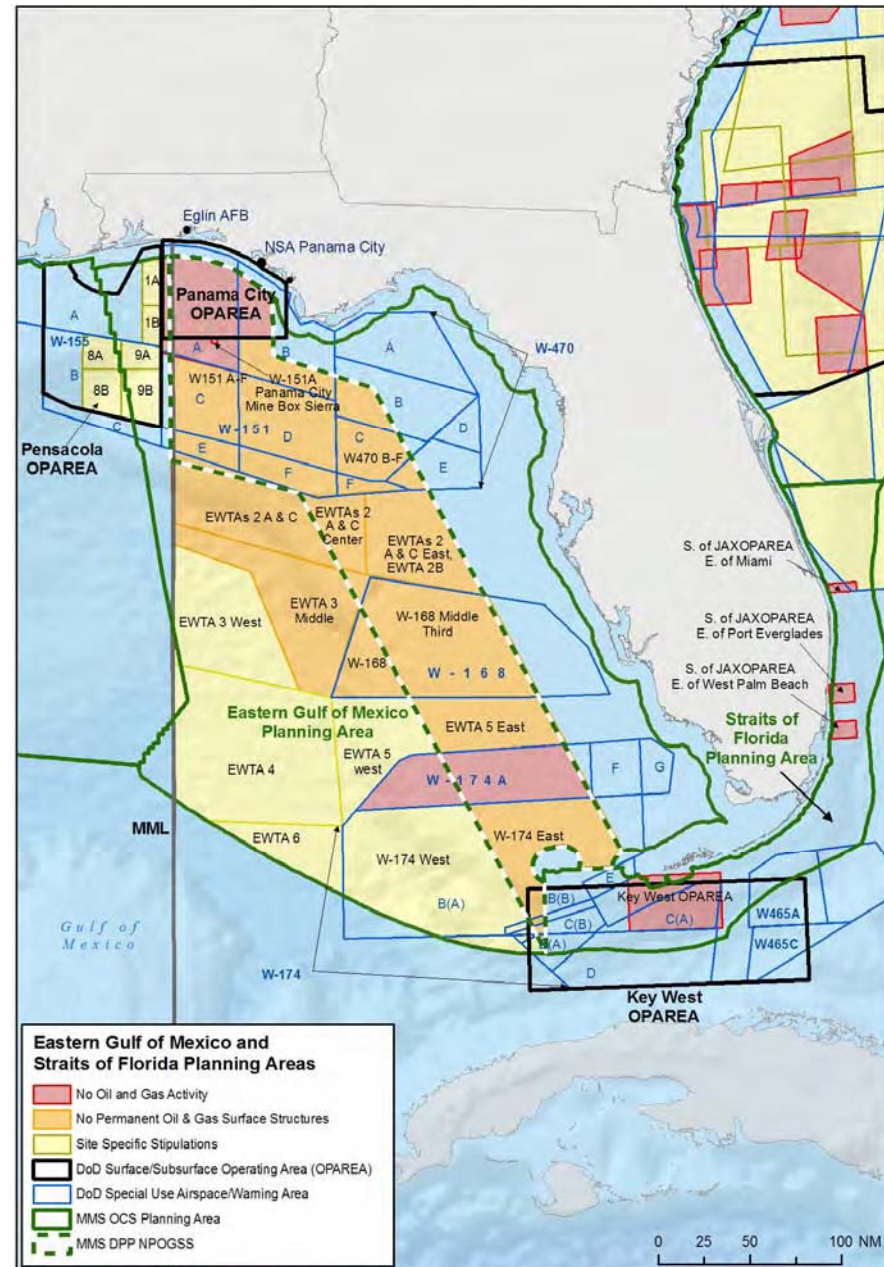 Eglin AFB
NSA Panama City
Panama City
OPAREA
1A
1B
A
W-155
8A
9A
B
8B
9B
C
Pensacola
OPAREA
A
B
W-151A
Panama City
Mine Box Sierra
W151 A-F
C
W-151
D
E
F
F
A
W-470
B
C
D
W470 B-F
E
EWTAs 2 A & C
EWTAs 2
A & C
Center
EWTAs 2
A & C East,
EWTA 2B
EWTA 3 West
EWTA 3
Middle
W-168 Middle
Third
W-168
W - 1 6 8
S. of JAXOPAREA
E. of Miami
S. of JAXOPAREA
E. of Port Everglades
S. of JAXOPAREA
E. of West Palm Beach
Straits of
Florida
Planning Area
Eastern Gulf of Mexico
Planning Area
EWTA 5 East
EWTA 5
west
EWTA 4
W - 1 7 4 A
F
G
MML
EWTA 6
W-174 East
W-174 West
B(A)
E
B(B)
Key West OPAREA
C(B)
C(A)
W465A
W465C
D
Gulf of
Mexico
W-174
Key West
OPAREA
Eastern Gulf of Mexico and
Straits of Florida Planning Areas
No Oil and Gas Activity
No Permanent Oil & Gas Surface Structures
Site Specific Stipulations
DoD Surface/Subsurface Operating Area (OPAREA)
DoD Special Use Airspace/Warning Area
MMS OCS Planning Area
MMS DPP NPOGSS
0 25 50 100 NM